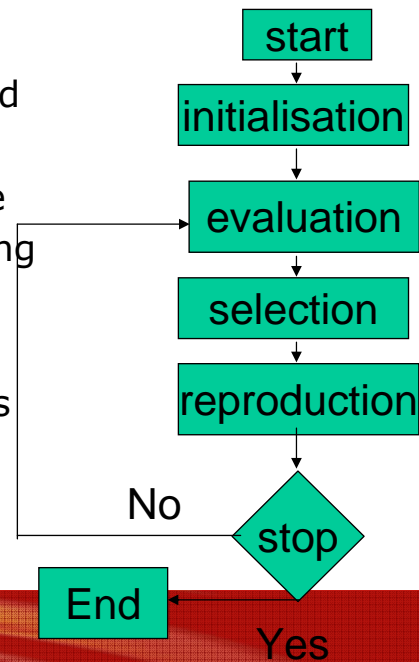 start
initialisation
evaluation
selection
reproduction
No
stop
End
Yes